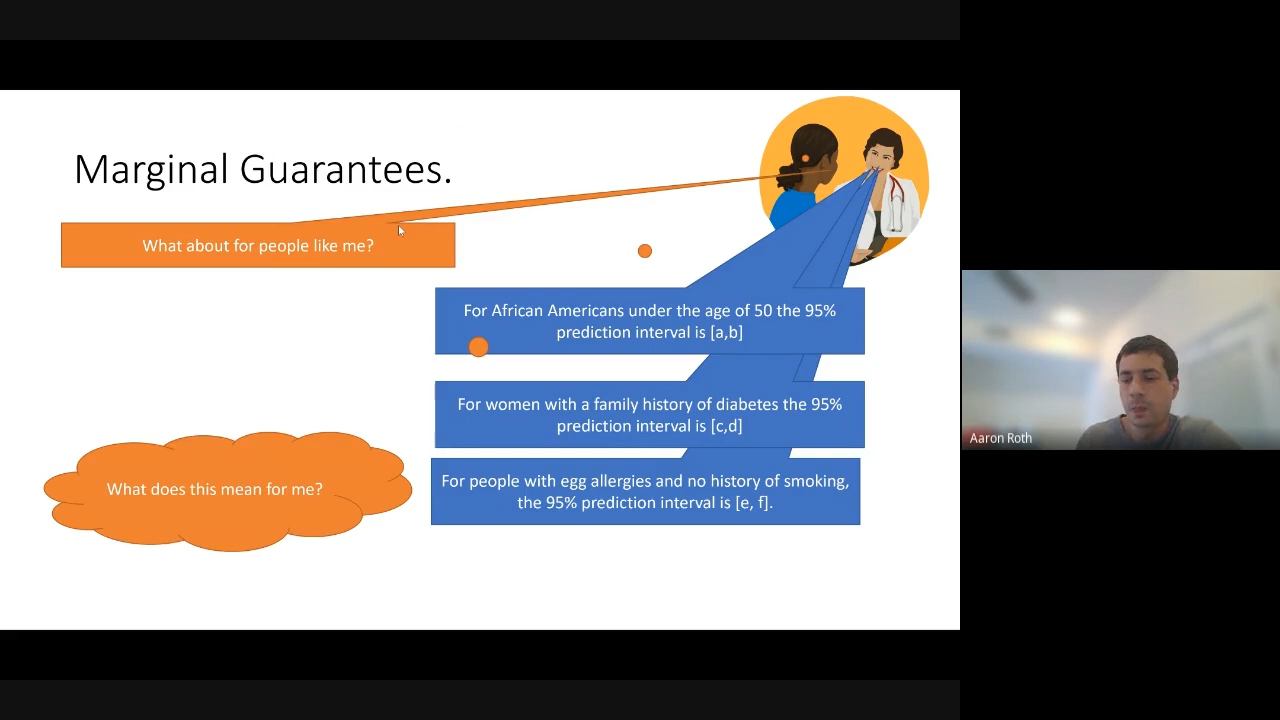 Marginal Guarantees.
What about for people like me?
For African Americans under the age of 50 the 95%
prediction interval is [a,b]
For women with a family history of diabetes the 95%
prediction interval is [c,d]
For people with egg allergies and no history of smoking,
the 95% prediction interval is [e, f].
What does this mean for me?
Aaron Roth